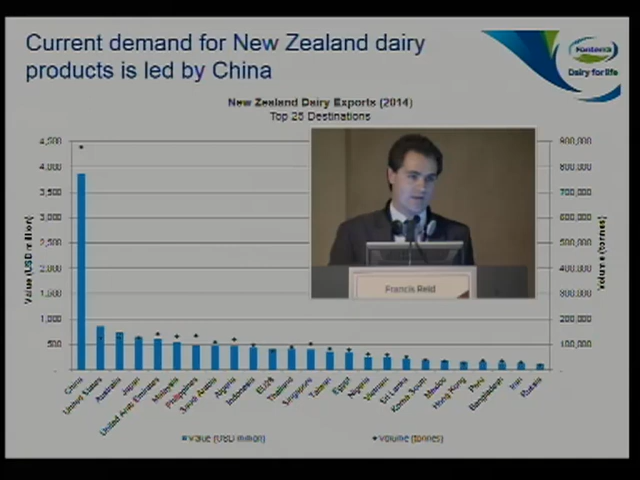 Current demand for New Zealand dairy
products is led by China
Fonterra
Dairy for life
New Zealand Dairy Exports (2014)
Top 25 Destinations
4,500
4,000
3,500
3,000
2,500
2,000
1,500
1,000
500
-
Value (USD million)
900,000
800,000
700,000
600,000
500,000
400,000
300,000
200,000
100,000
-
Volume (tonnes)
Francis Reid
China
United States
Australia
Japan
United Arab Emirates
Malaysia
Philippines
Saudi Arabia
Algeria
Indonesia
Thailand
Singapore
Taiwan
Egypt
Nigeria
Vietnam
Sri Lanka
Korea South
Mexico
Hong Kong
Peru
Bangladesh
Iran
Russia
Value (USD million)
Volume (tonnes)